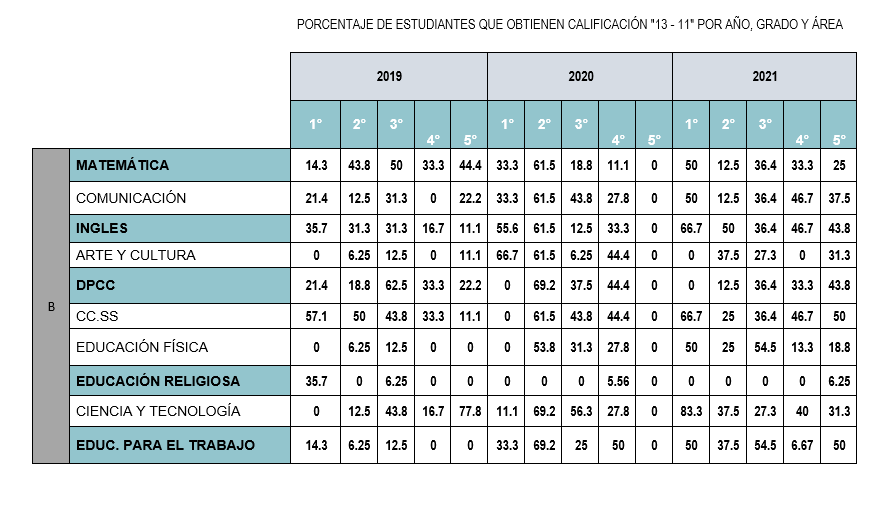 PORCENTAJE DE ESTUDIANTES QUE OBTIENEN CALIFICACIÓN "13 - 11" POR AÑO, GRADO Y ÁREA
2019 2020 2021
1° 2° 3° 4° 5° 1° 2° 3° 4° 5° 1° 2° 3° 4° 5°
B
MATEMÁTICA 14.3 43.8 50 33.3 44.4 33.3 61.5 18.8 11.1 0 50 12.5 36.4 33.3 25
COMUNICACIÓN 21.4 12.5 31.3 0 22.2 33.3 61.5 43.8 27.8 0 50 12.5 36.4 46.7 37.5
INGLES 35.7 31.3 31.3 16.7 11.1 55.6 61.5 12.5 33.3 0 66.7 50 36.4 46.7 43.8
ARTE Y CULTURA 0 6.25 12.5 0 11.1 66.7 61.5 6.25 44.4 0 0 37.5 27.3 0 31.3
DPCC 21.4 18.8 62.5 33.3 22.2 0 69.2 37.5 44.4 0 0 12.5 36.4 33.3 43.8
CC.SS 57.1 50 43.8 33.3 11.1 0 61.5 43.8 44.4 0 66.7 25 36.4 46.7 50
EDUCACIÓN FÍSICA 0 6.25 12.5 0 0 0 53.8 31.3 27.8 0 50 25 54.5 13.3 18.8
EDUCACIÓN RELIGIOSA 35.7 0 6.25 0 0 0 0 0 5.56 0 0 0 0 0 6.25
CIENCIA Y TECNOLOGÍA 0 12.5 43.8 16.7 77.8 11.1 69.2 56.3 27.8 0 83.3 37.5 27.3 40 31.3
EDUC. PARA EL TRABAJO 14.3 6.25 12.5 0 0 33.3 69.2 25 50 0 50 37.5 54.5 6.67 50